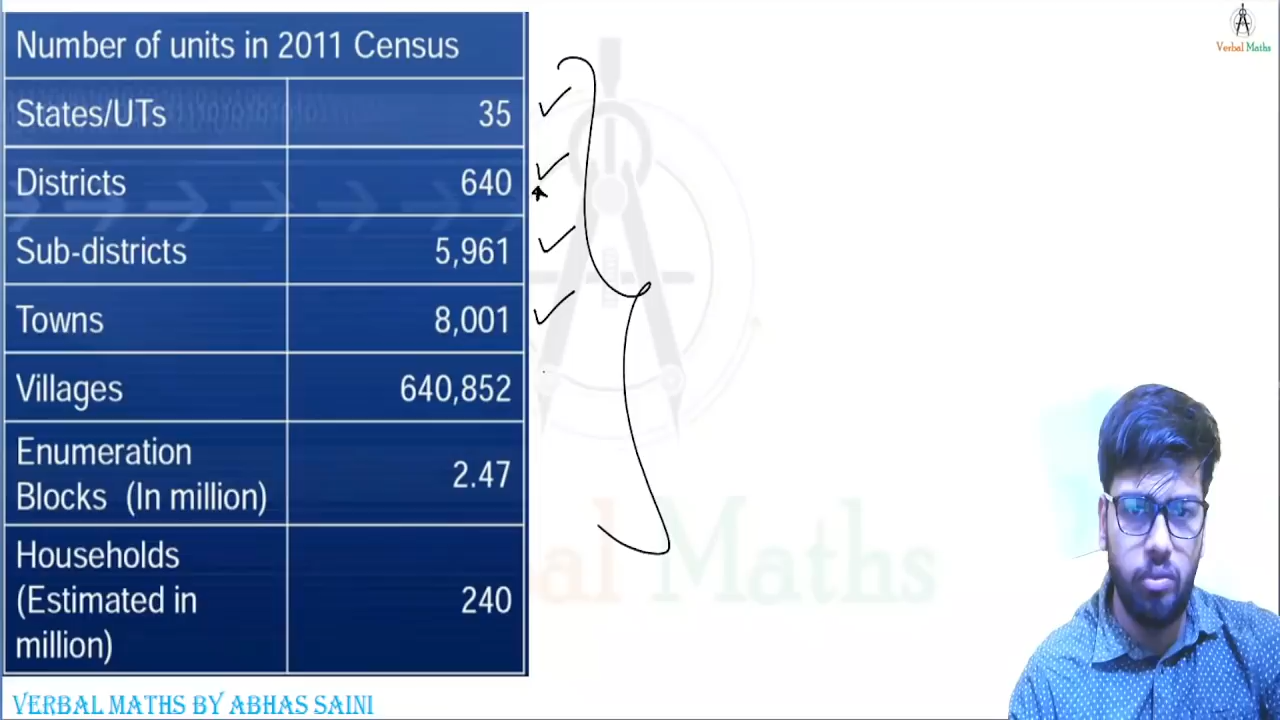 Number of units in 2011 Census
States/UTs 35
Districts 640
Sub-districts 5,961
Towns 8,001
Villages 640,852
Enumeration
Blocks (In million) 2.47
Households
(Estimated in
million) 240
Verbal Maths
al Maths
VERBAL MATHS BY ABHAS SAINI